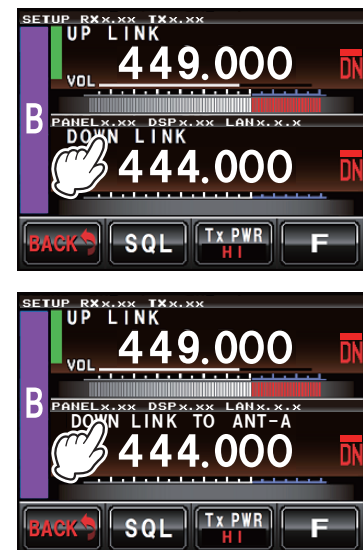 SETUP RXx.xx TXx.xx
UP LINK
449.000
DN
VOL
B
PANELx.xx DSPx.xx LANx.x.x
DOWN LINK
444.000
DN
BACK SQL Tx PWR F
HI
SETUP RXx.xx TXx.xx
UP LINK
449.000
DN
VOL
B
PANELx.xx DSPx.xx LANx.x.x
DOWN LINK TO ANT-A
444.000
DN
BACK SQL Tx PWR F
HI